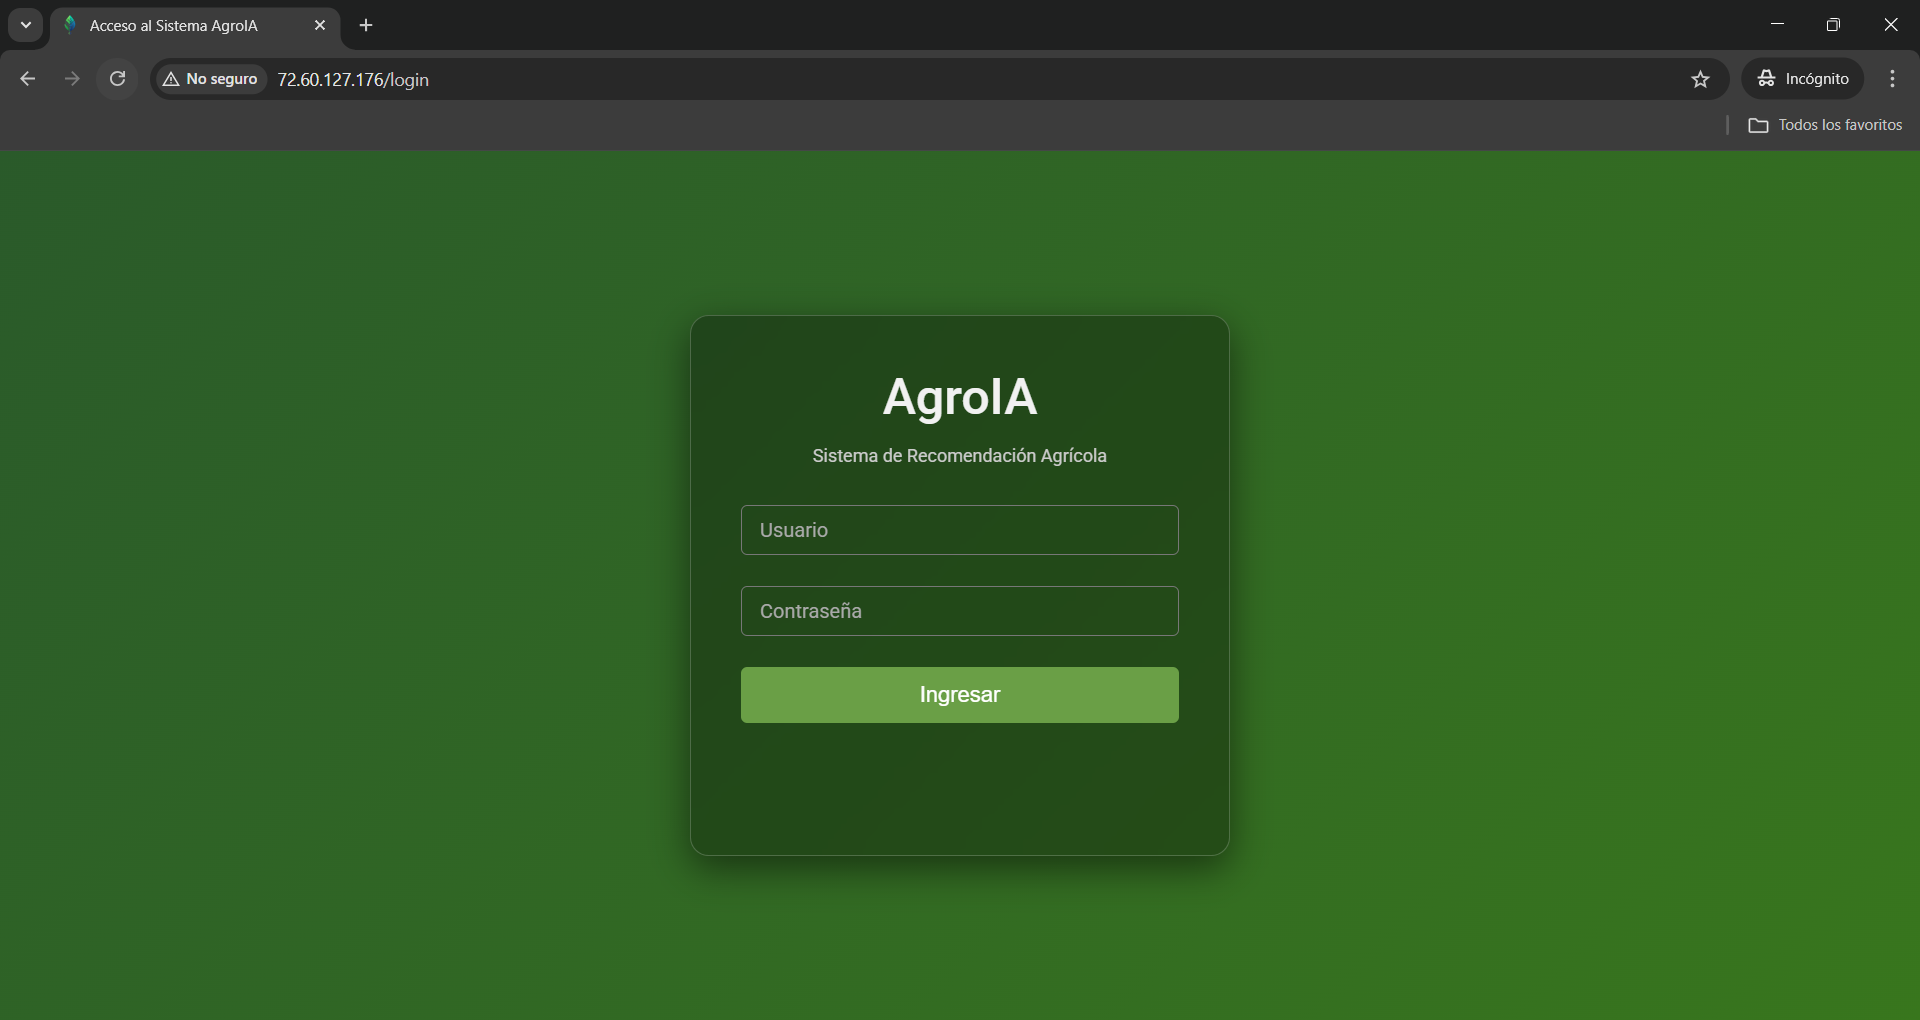 Acceso al Sistema AgroIA
No seguro
72.60.127.176/login
Incógnito
Todos los favoritos
AgroIA
Sistema de Recomendación Agrícola
Usuario
Contraseña
Ingresar